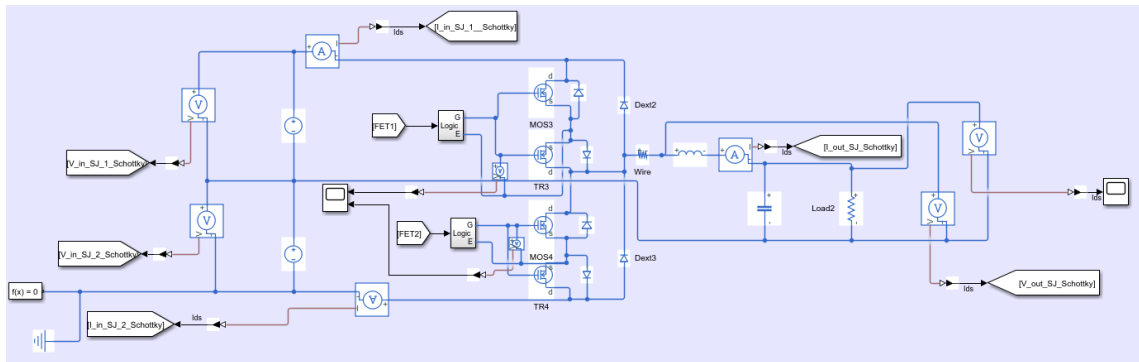 [I_in_SJ_1__Schottky]
Ids
A
d
s
V
[FET1]
G
Logic
E
MOS3
Dext2
[V_in_SJ_1_Schottky]
s
d
TR3
Wire
A
Ids
[I_out_SJ_Schottky]
V
V
V
Ids
[V_in_SJ_2_Schottky]
[FET2]
G
Logic
E
d
s
MOS4
Dext3
Load2
V
V
f(x) = 0
A
s
d
TR4
Ids
[V_out_SJ_Schottky]
[I_in_SJ_2_Schottky]
Ids